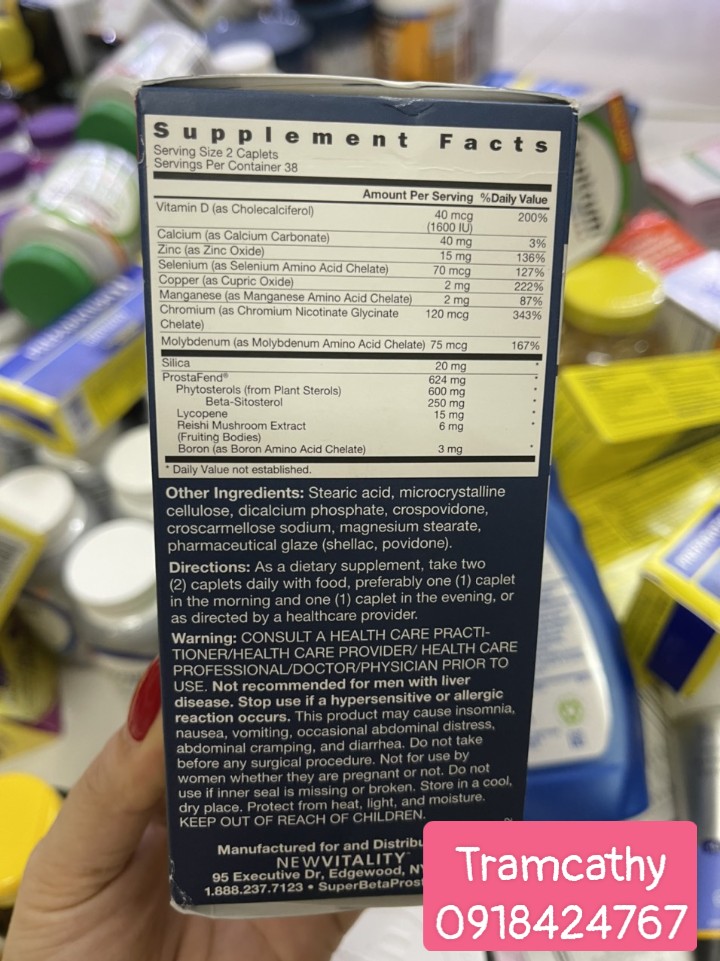 Supplement Facts
Serving Size 2 Caplets
Servings Per Container 38
Amount Per Serving %Daily Value
Vitamin D (as Cholecalciferol) 40 mcg 200%
(1600 IU)
Calcium (as Calcium Carbonate) 40 mg 3%
Zinc (as Zinc Oxide) 15 mg 136%
Selenium (as Selenium Amino Acid Chelate) 70 mcg 127%
Copper (as Cupric Oxide) 2 mg 222%
Manganese (as Manganese Amino Acid Chelate) 2 mg 87%
Chromium (as Chromium Nicotinate Glycinate 120 mcg 343%
Chelate)
Molybdenum (as Molybdenum Amino Acid Chelate) 75 mcg 167%
Silica 20 mg *
ProstaFend® 624 mg *
Phytosterols (from Plant Sterols) 600 mg *
Beta-Sitosterol 250 mg *
Lycopene 15 mg *
Reishi Mushroom Extract 6 mg *
(Fruiting Bodies)
Boron (as Boron Amino Acid Chelate) 3 mg *
* Daily Value not established.
Other Ingredients: Stearic acid, microcrystalline
cellulose, dicalcium phosphate, crospovidone,
croscarmellose sodium, magnesium stearate,
pharmaceutical glaze (shellac, povidone).
Directions: As a dietary supplement, take two
(2) caplets daily with food, preferably one (1) caplet
in the morning and one (1) caplet in the evening, or
as directed by a healthcare provider.
Warning: CONSULT A HEALTH CARE PRACTI-
TIONER/HEALTH CARE PROVIDER/ HEALTH CARE
PROFESSIONAL/DOCTOR/PHYSICIAN PRIOR TO
USE. Not recommended for men with liver
disease. Stop use if a hypersensitive or allergic
reaction occurs. This product may cause insomnia,
nausea, vomiting, occasional abdominal distress,
abdominal cramping, and diarrhea. Do not take
before any surgical procedure. Not for use by
women whether they are pregnant or not. Do not
use if inner seal is missing or broken. Store in a cool,
dry place. Protect from heat, light, and moisture.
KEEP OUT OF REACH OF CHILDREN.
Manufactured for and
NEWVITALITY
95 Executive Dr, Edgewood, NY
1.888.237.7123 •
Tramcathy
0918424767